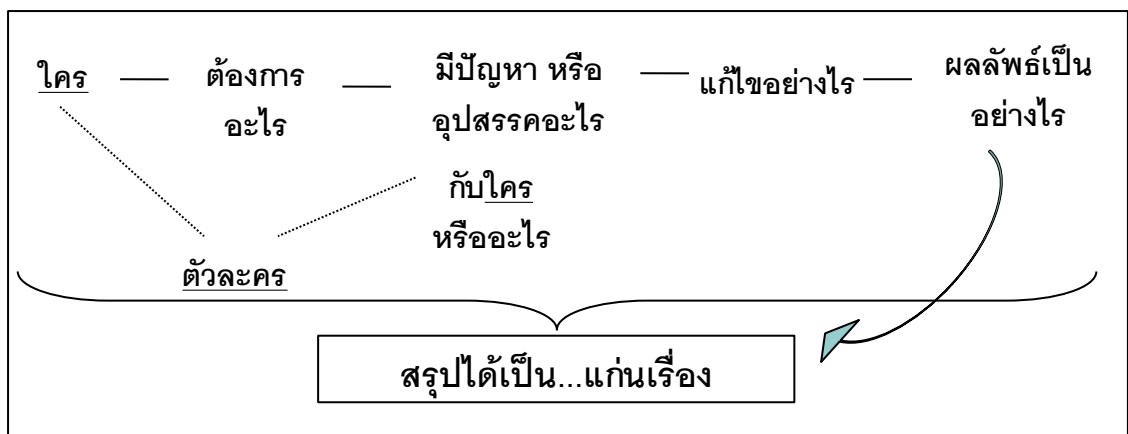 ใคร
ต้องการ
อะไร
มีปัญหา หรือ
อุปสรรคอะไร
กับใคร
หรืออะไร
แก้ไขอย่างไร
ผลลัพธ์เป็น
อย่างไร
ตัวละคร
สรุปได้เป็น...แก่นเรื่อง